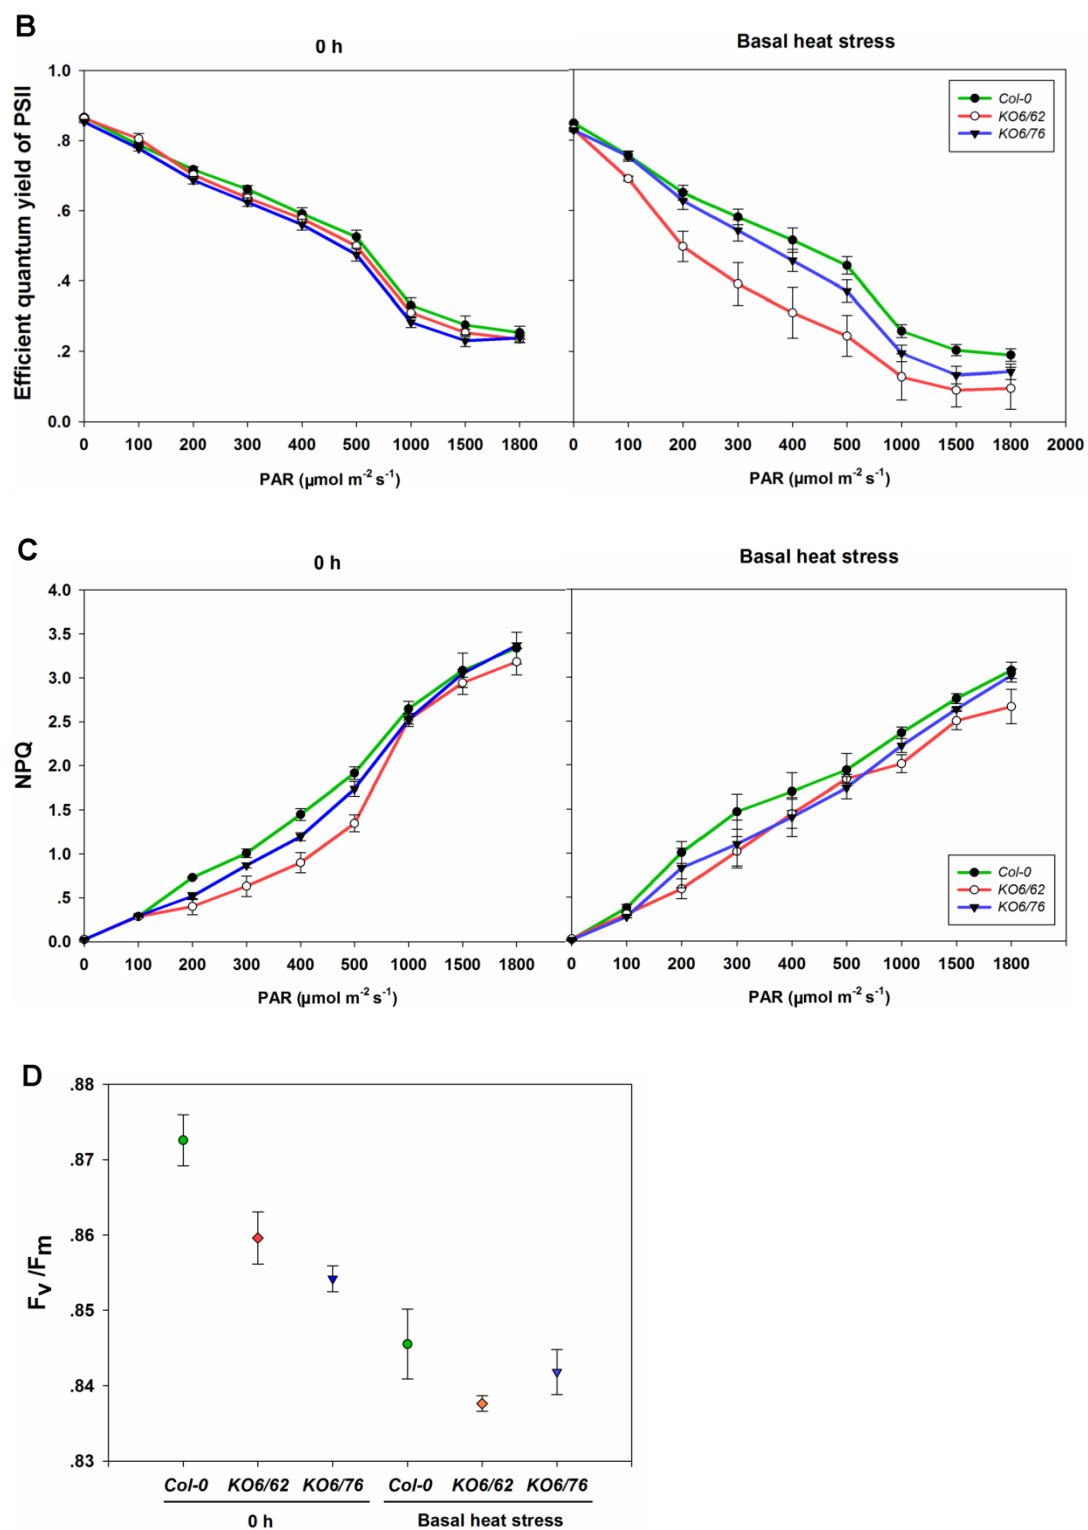 B
0 h
Basal heat stress
Efficient quantum yield of PSII
1.0
.8
.6
.4
.2
0.0
Col-0
KO6/62
KO6/76
0 100 200 300 400 500 1000 1500 1800
0 100 200 300 400 500 1000 1500 1800 2000
PAR (µmol m-2 s-1)
PAR (µmol m-2 s-1)
C
0 h
Basal heat stress
NPQ
4.0
3.5
3.0
2.5
2.0
1.5
1.0
.5
0.0
Col-0
KO6/62
KO6/76
0 100 200 300 400 500 1000 1500 1800
0 100 200 300 400 500 1000 1500 1800
PAR (µmol m-2 s-1)
PAR (µmol m-2 s-1)
D
Fv /Fm
.88
.87
.86
.85
.84
.83
Col-0 KO6/62 KO6/76 Col-0 KO6/62 KO6/76
0 h
Basal heat stress